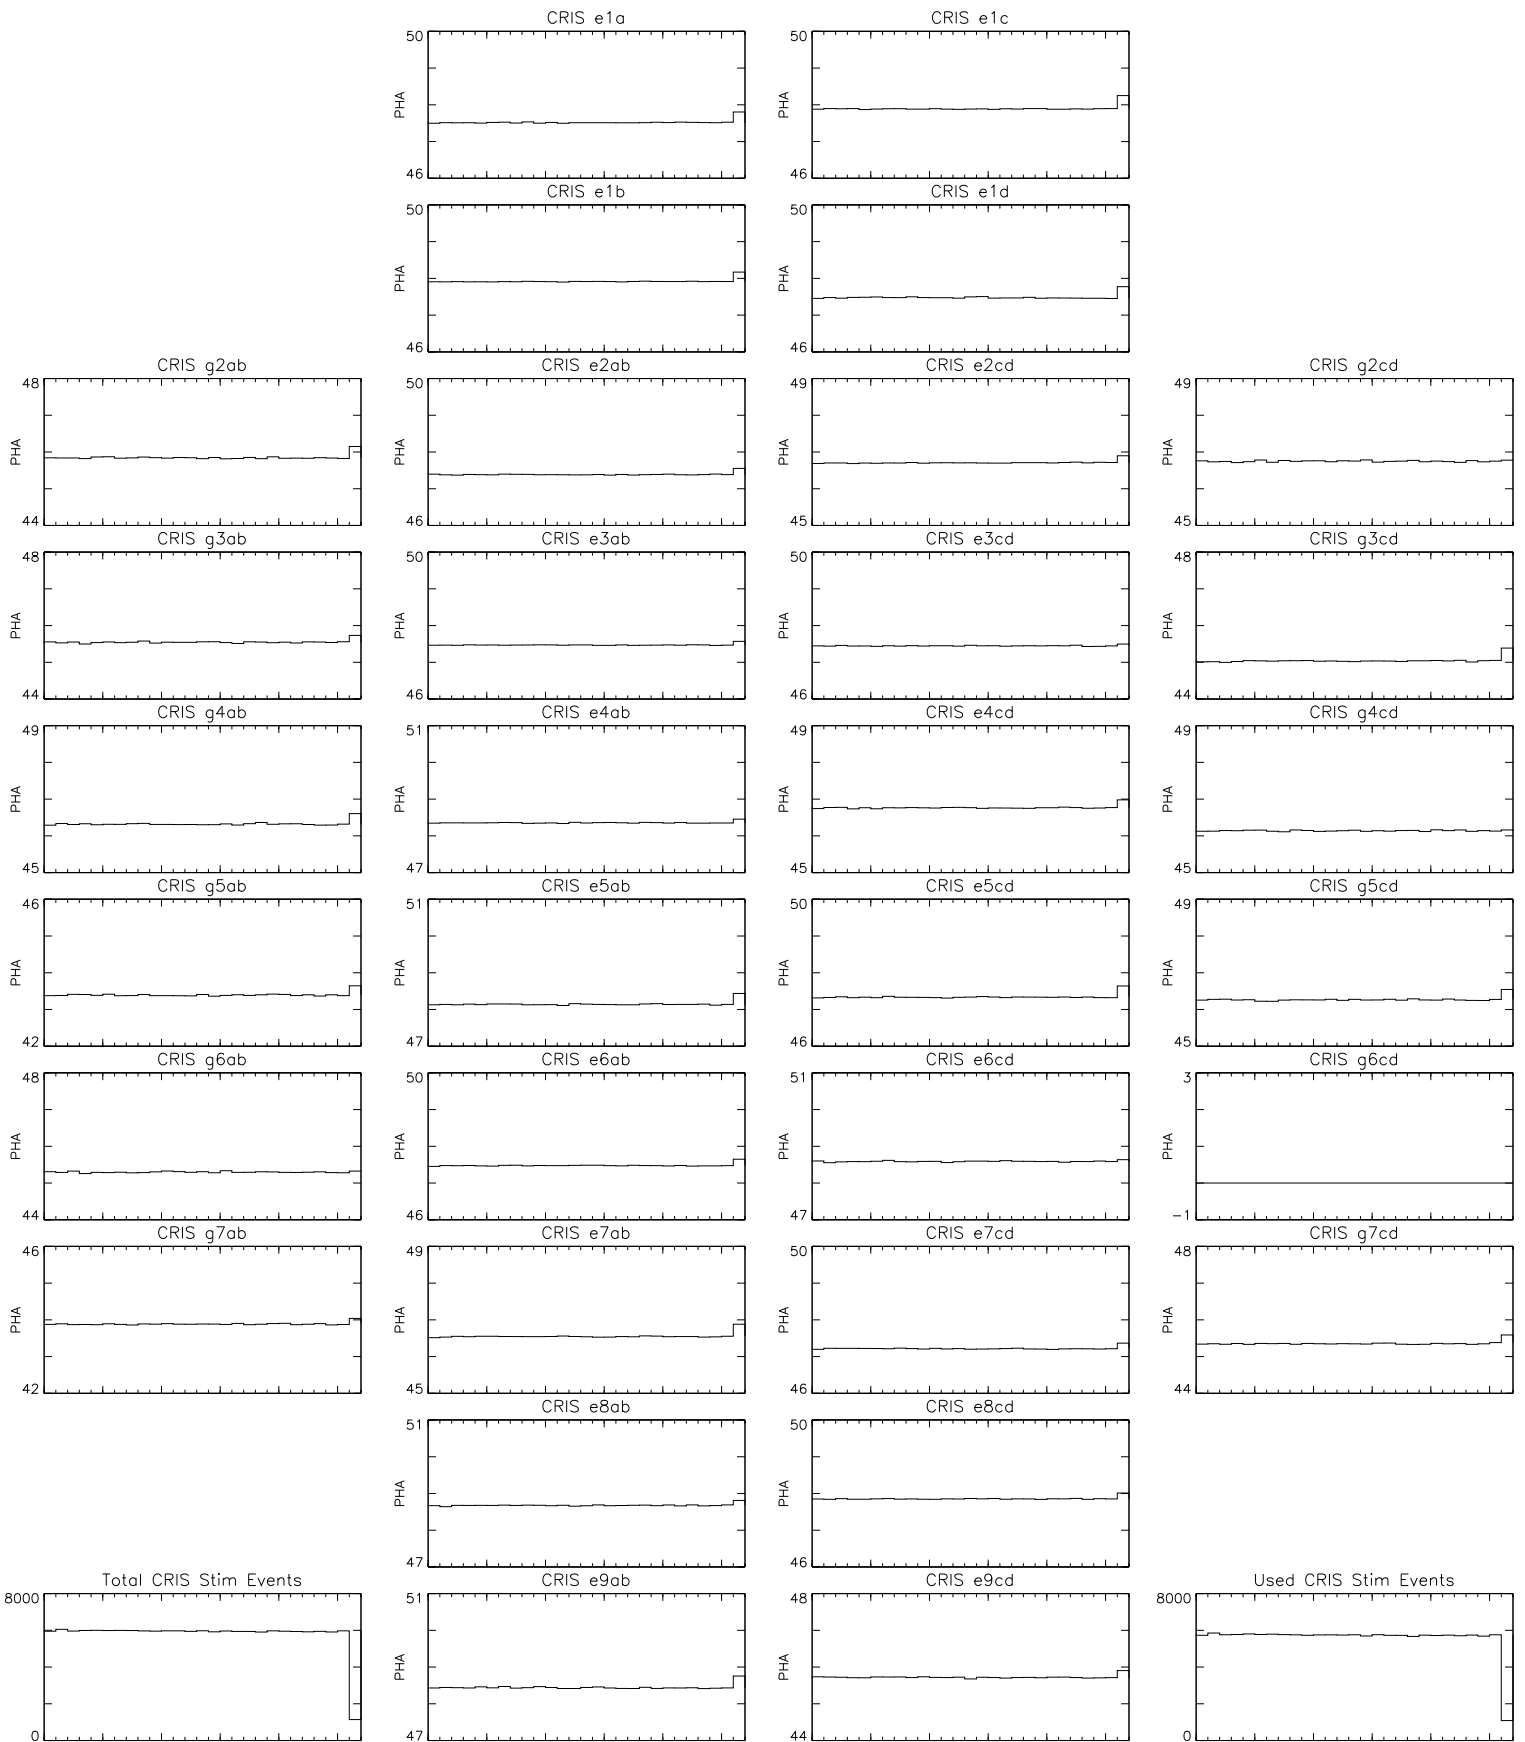 CRIS e1a
50
PHA
46
CRIS e1c
50
PHA
46
CRIS e1b
50
PHA
46
CRIS e1d
50
PHA
46
CRIS g2ab
48
PHA
44
CRIS e2ab
50
PHA
46
CRIS e2cd
49
PHA
45
CRIS g2cd
49
PHA
45
CRIS g3ab
48
PHA
44
CRIS e3ab
50
PHA
46
CRIS e3cd
50
PHA
46
CRIS g3cd
48
PHA
44
CRIS g4ab
49
PHA
45
CRIS e4ab
51
PHA
47
CRIS e4cd
49
PHA
45
CRIS g4cd
49
PHA
45
CRIS g5ab
46
PHA
42
CRIS e5ab
51
PHA
47
CRIS e5cd
50
PHA
46
CRIS g5cd
49
PHA
45
CRIS g6ab
48
PHA
44
CRIS e6ab
50
PHA
46
CRIS e6cd
51
PHA
47
CRIS g6cd
3
PHA
-1
CRIS g7ab
46
PHA
42
CRIS e7ab
49
PHA
45
CRIS e7cd
50
PHA
46
CRIS g7cd
48
PHA
44
CRIS e8ab
51
PHA
47
CRIS e8cd
50
PHA
46
Total CRIS Stim Events
8000
0
CRIS e9ab
51
PHA
47
CRIS e9cd
48
PHA
44
Used CRIS Stim Events
8000
0